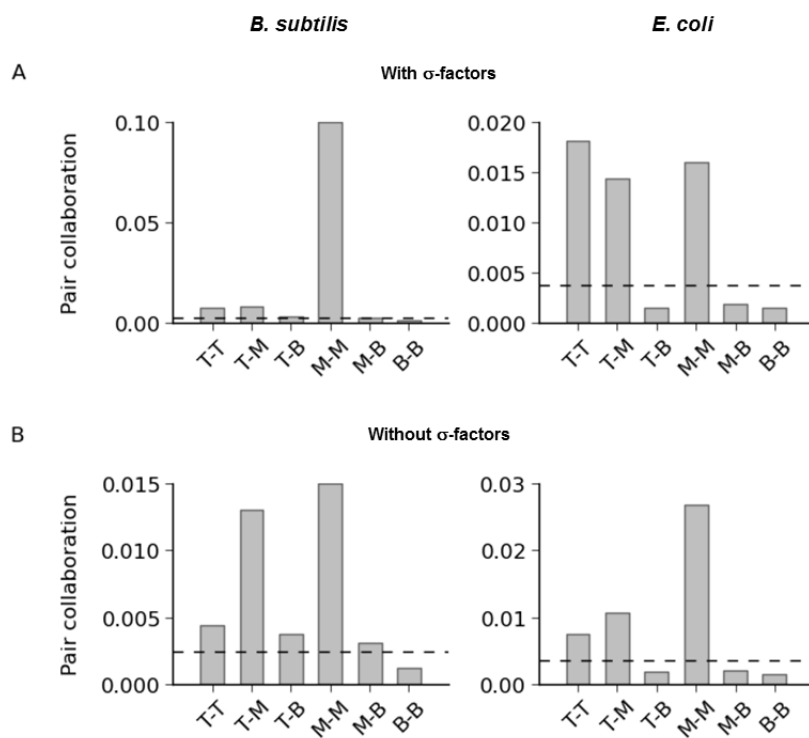 B. subtilis
E. coli
A
With σ-factors
Pair collaboration
0.10
0.05
0.00
T-T
T-M
T-B
M-M
M-B
B-B
0.020
0.015
0.010
0.005
0.000
T-T
T-M
T-B
M-M
M-B
B-B
B
Without σ-factors
Pair collaboration
0.015
0.010
0.005
0.000
T-T
T-M
T-B
M-M
M-B
B-B
0.03
0.02
0.01
0.00
T-T
T-M
T-B
M-M
M-B
B-B